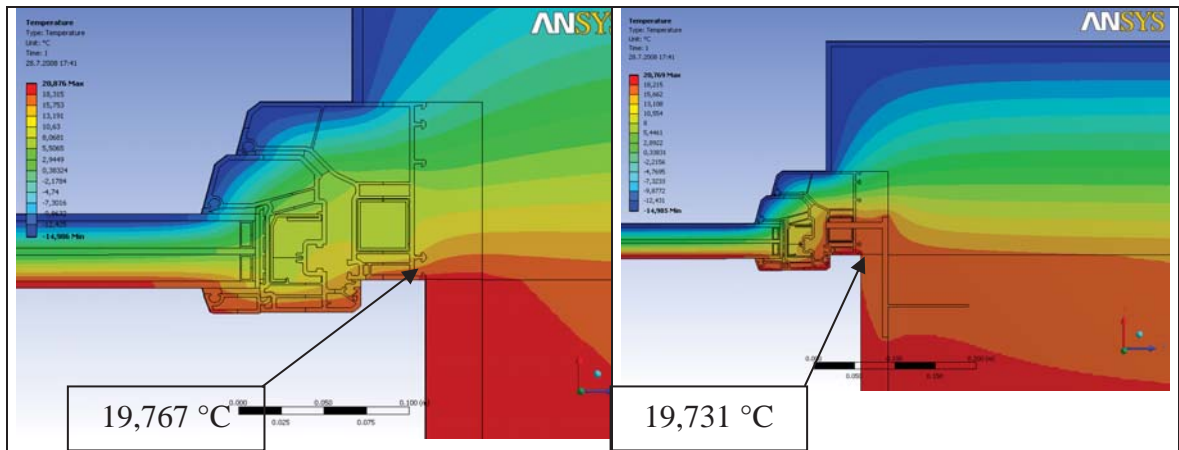 Temperature
Type: Temperature
Unit: °C
Time: 1
28.7.2008 17:41
20,876 Max
18,315
15,753
13,191
10,63
8,0681
5,5065
2,9449
0,38324
-2,1784
-4,74
-7,3016
-9,8632
-12,425
-14,986 Min
ANSYS
0.000
0.050
0.100 (m)
0.025
0.075
19,767 °C
Temperature
Type: Temperature
Unit: °C
Time: 1
28.7.2008 17:41
20,769 Max
18,215
15,662
13,108
10,554
8
5,4461
2,8922
0,33831
-2,2156
-4,7695
-7,3233
-9,8772
-12,431
-14,985 Min
ANSYS
0.000
0.100
0.200 (m)
0.050
0.150
19,731 °C